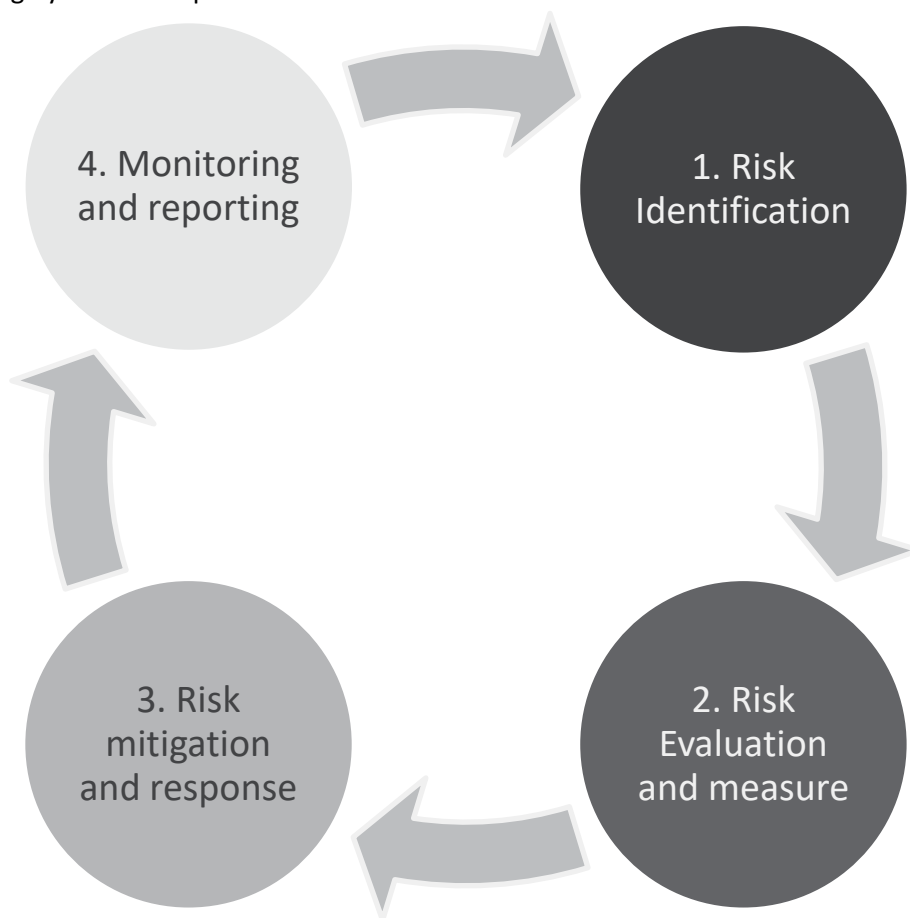 4. Monitoring
and reporting
1. Risk
Identification
3. Risk
mitigation
and response
2. Risk
Evaluation
and measure